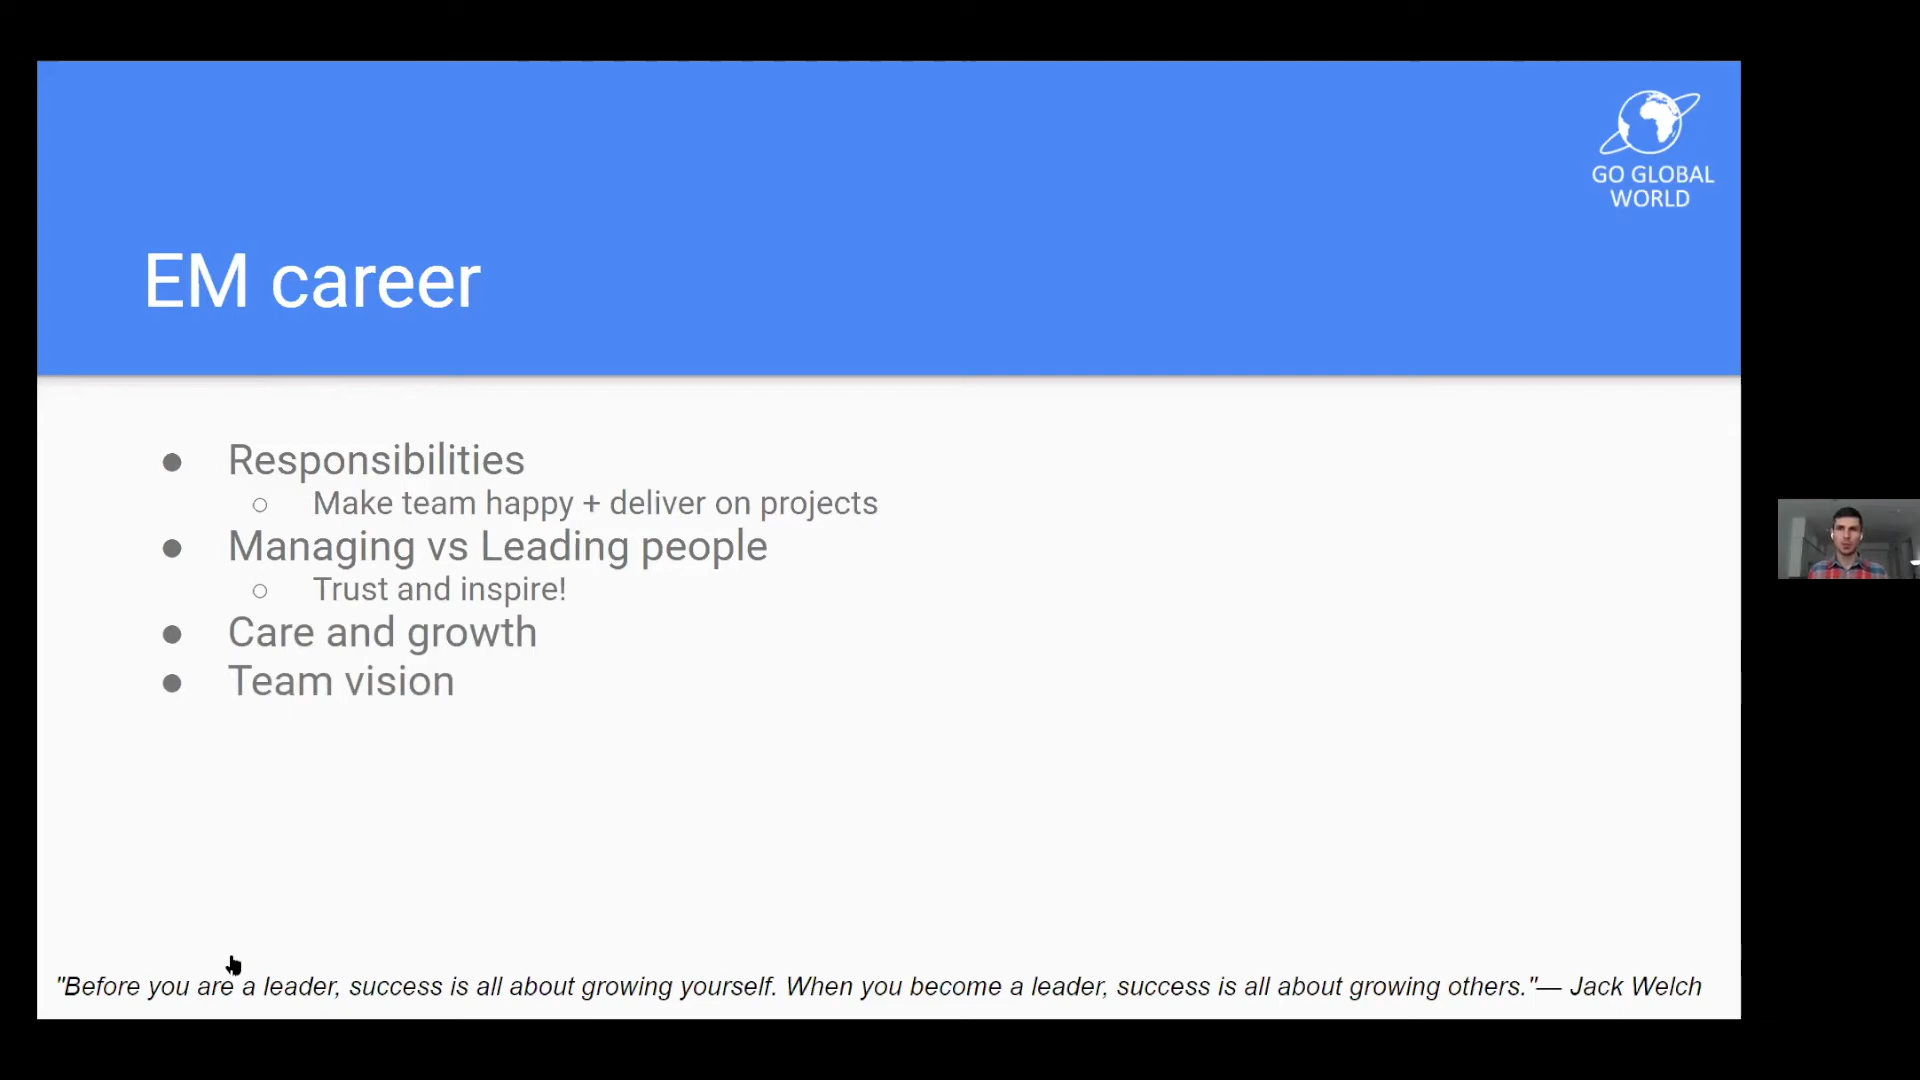 GO GLOBAL
WORLD
EM career
● Responsibilities
○ Make team happy + deliver on projects
● Managing vs Leading people
○ Trust and inspire!
● Care and growth
● Team vision
"Before you are a leader, success is all about growing yourself. When you become a leader, success is all about growing others."— Jack Welch